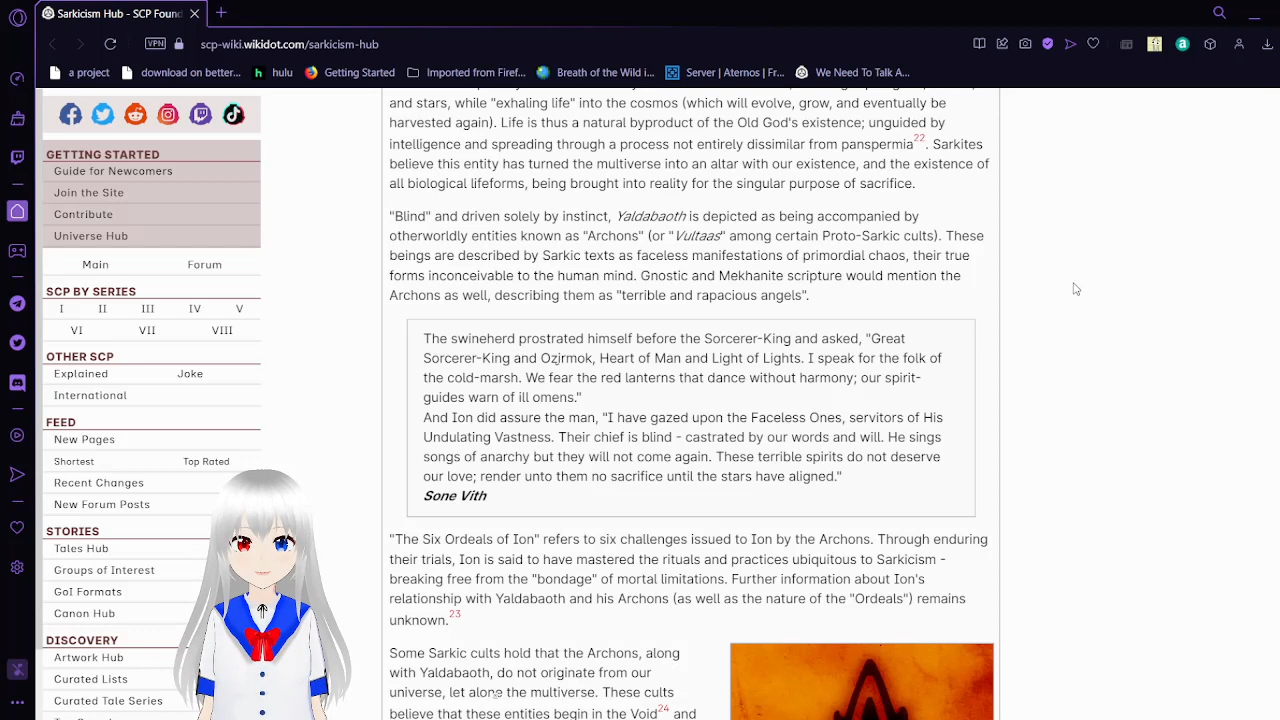 Sarkicism Hub - SCP Foun
scp-wiki.wikidot.com/sarkicism-hub
VPN
a project
download on better...
hulu
Getting Started
Imported from Firef...
Breath of the Wild i...
Server | Aternos | Fr...
We Need To Talk A...
GETTING STARTED
Guide for Newcomers
Join the Site
Contribute
Universe Hub
Main
Forum
SCP BY SERIES
I II III IV V
VI VII VIII
OTHER SCP
Explained
Joke
International
FEED
New Pages
Shortest
Top Rated
Recent Changes
New Forum Posts
STORIES
Tales Hub
Groups of Interest
GoI Formats
Canon Hub
DISCOVERY
Artwork Hub
Curated Lists
Curated Tale Series
and stars, while "exhaling life" into the cosmos (which will evolve, grow, and eventually be
harvested again). Life is thus a natural byproduct of the Old God's existence; unguided by
intelligence and spreading through a process not entirely dissimilar from panspermia22. Sarkites
believe this entity has turned the multiverse into an altar with our existence, and the existence of
all biological lifeforms, being brought into reality for the singular purpose of sacrifice.
"Blind" and driven solely by instinct, Yaldabaoth is depicted as being accompanied by
otherworldly entities known as "Archons" (or "Vultaas" among certain Proto-Sarkic cults). These
beings are described by Sarkic texts as faceless manifestations of primordial chaos, their true
forms inconceivable to the human mind. Gnostic and Mekhanite scripture would mention the
Archons as well, describing them as "terrible and rapacious angels".
The swineherd prostrated himself before the Sorcerer-King and asked, "Great
Sorcerer-King and Ozirmok, Heart of Man and Light of Lights. I speak for the folk of
the cold-marsh. We fear the red lanterns that dance without harmony; our spirit-
guides warn of ill omens."
And Ion did assure the man, "I have gazed upon the Faceless Ones, servitors of His
Undulating Vastness. Their chief is blind - castrated by our words and will. He sings
songs of anarchy but they will not come again. These terrible spirits do not deserve
our love; render unto them no sacrifice until the stars have aligned."
Sone Vith
"The Six Ordeals of Ion" refers to six challenges issued to Ion by the Archons. Through enduring
their trials, Ion is said to have mastered the rituals and practices ubiquitous to Sarkicism -
breaking free from the "bondage" of mortal limitations. Further information about Ion's
relationship with Yaldabaoth and his Archons (as well as the nature of the "Ordeals") remains
unknown.23
Some Sarkic cults hold that the Archons, along
with Yaldabaoth, do not originate from our
universe, let alone the multiverse. These cults
believe that these entities begin in the Void24 and